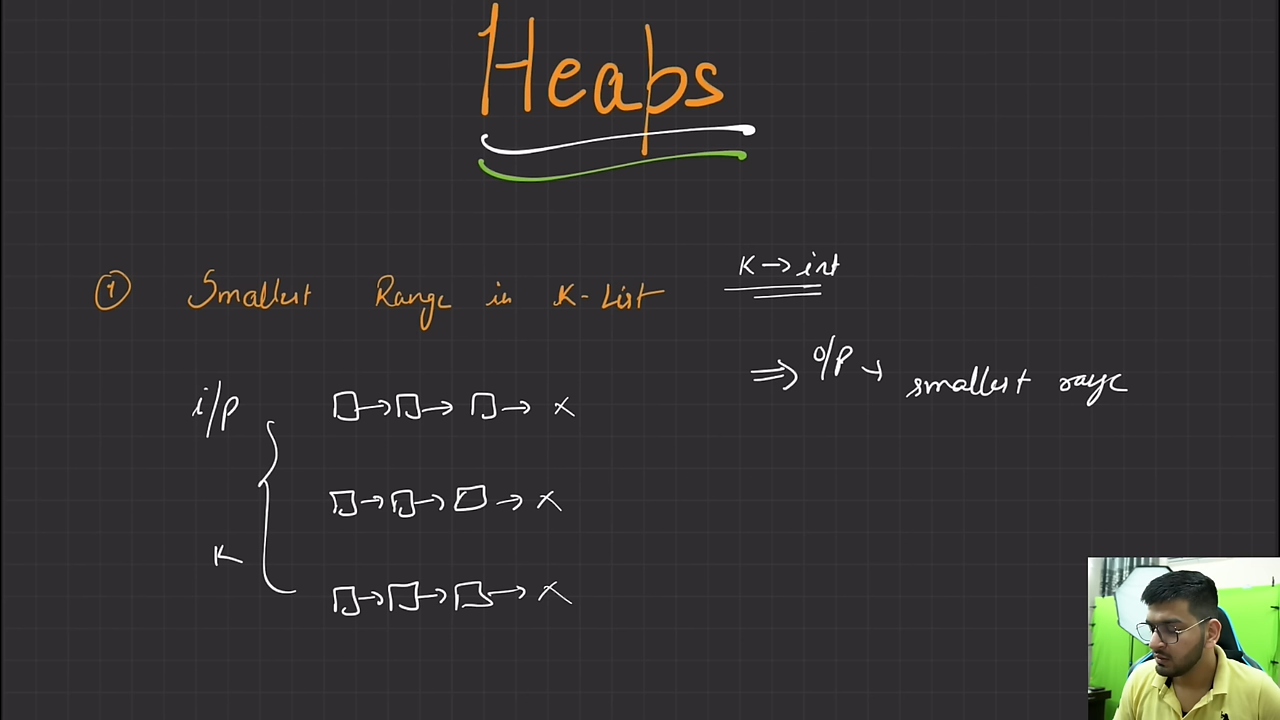 Heaps
① Smallest Range in K-List
K → int
⇒ o/p → smallest range
i/p
K